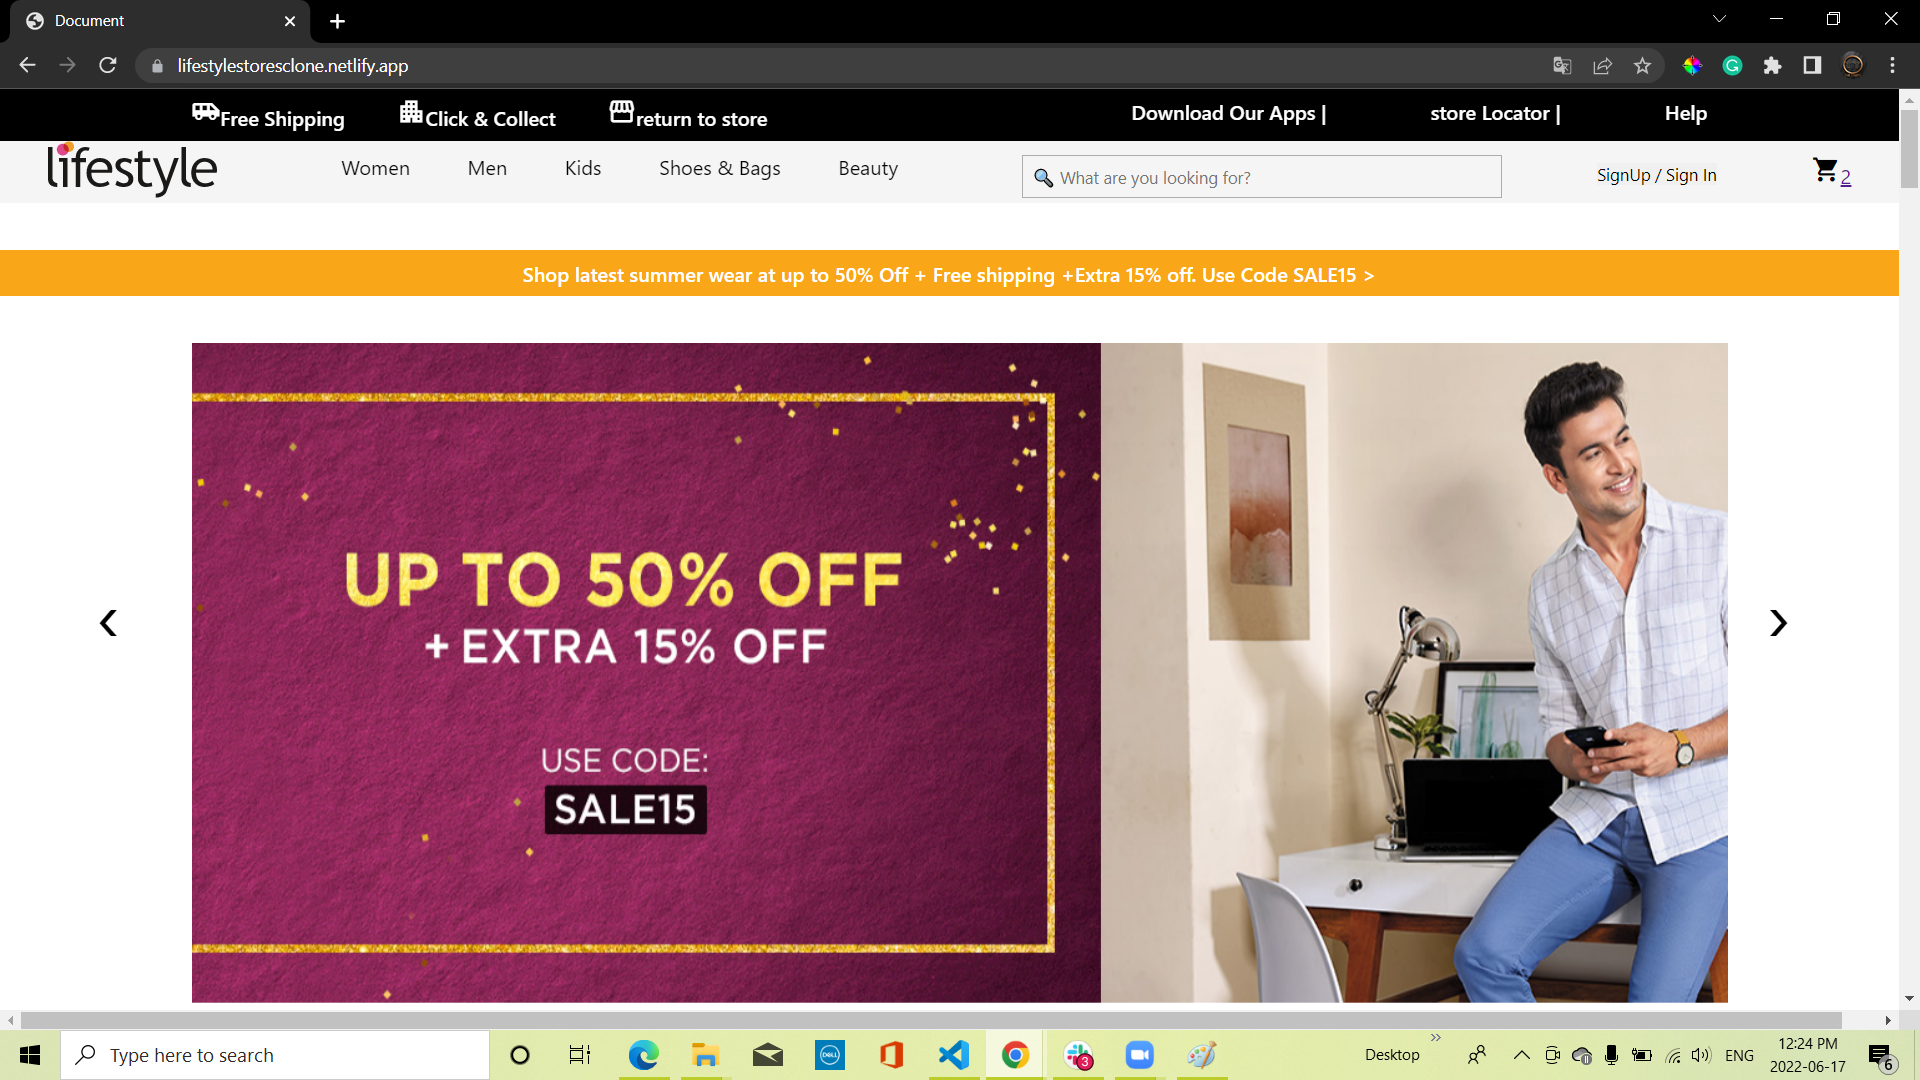 Document
lifestylestoresclone.netlify.app
Free Shipping Click & Collect return to store Download Our Apps | store Locator | Help
lifestyle Women Men Kids Shoes & Bags Beauty What are you looking for? SignUp / Sign In 2
Shop latest summer wear at up to 50% Off + Free shipping +Extra 15% off. Use Code SALE15 >
UP TO 50% OFF
+ EXTRA 15% OFF
USE CODE:
SALE15
Type here to search DELL 3 Desktop ENG 12:24 PM
2022-06-17 6